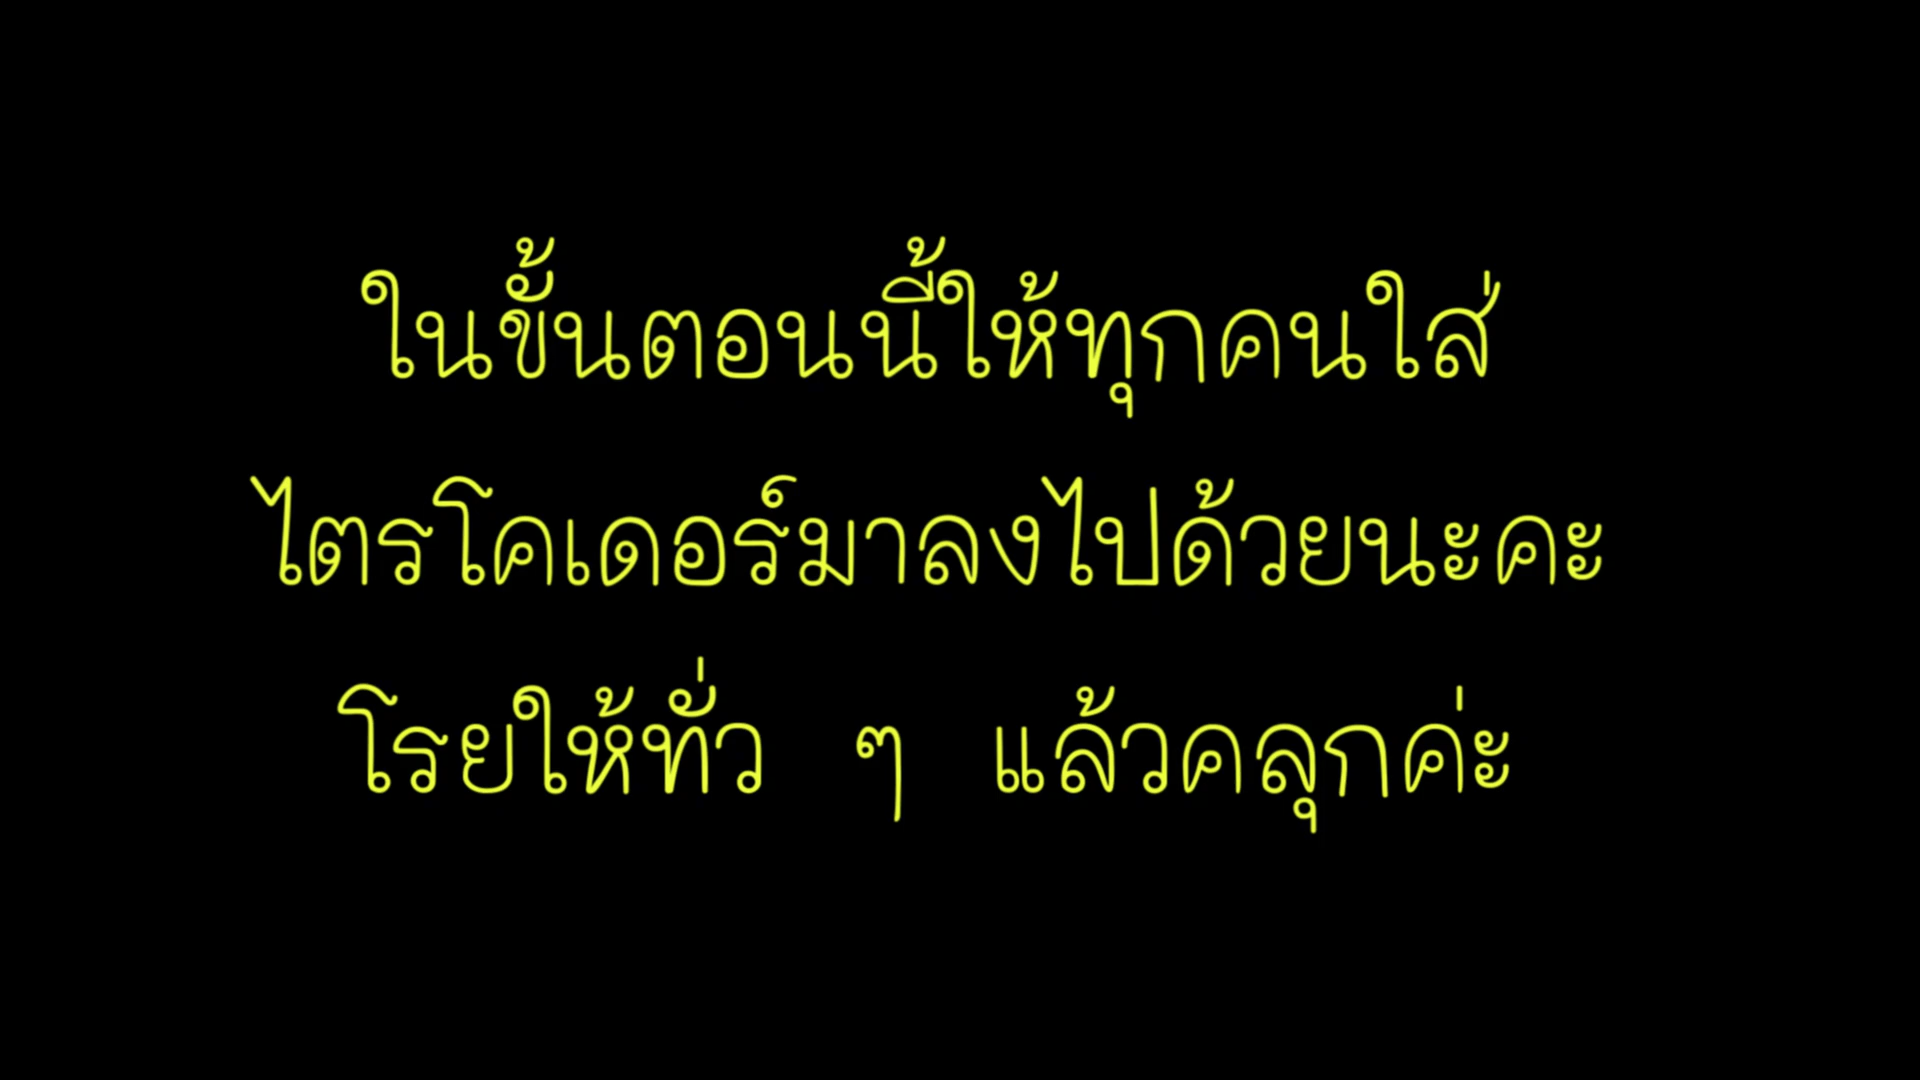 ในขั้นตอนนี้ให้ทุกคนใส่
ไตรโคเดอร์มาลงไปด้วยนะคะ
โรยให้ทั่ว ๆ แล้วคลุกค่ะ